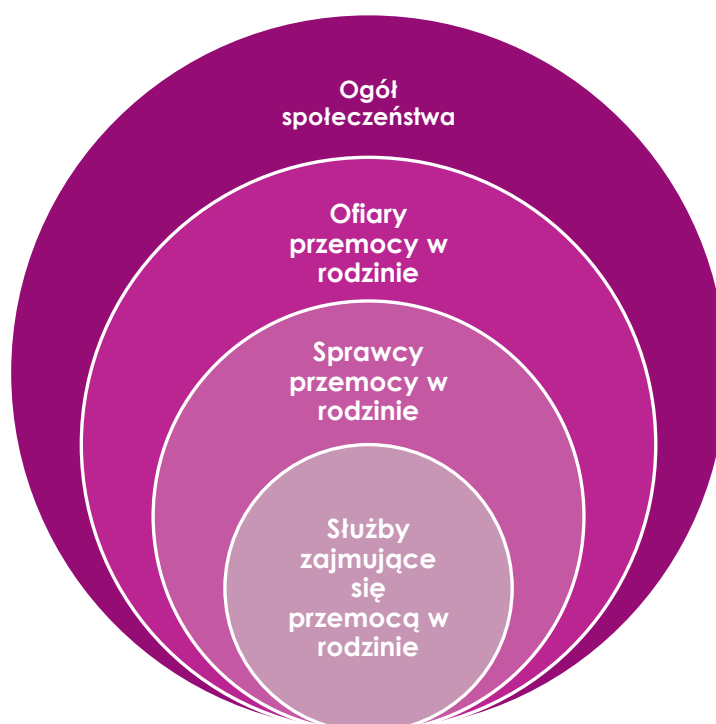 Ogół
społeczeństwa
Ofiary
przemocy w
rodzinie
Sprawcy
przemocy w
rodzinie
Służby
zajmujące
się
przemocą w
rodzinie